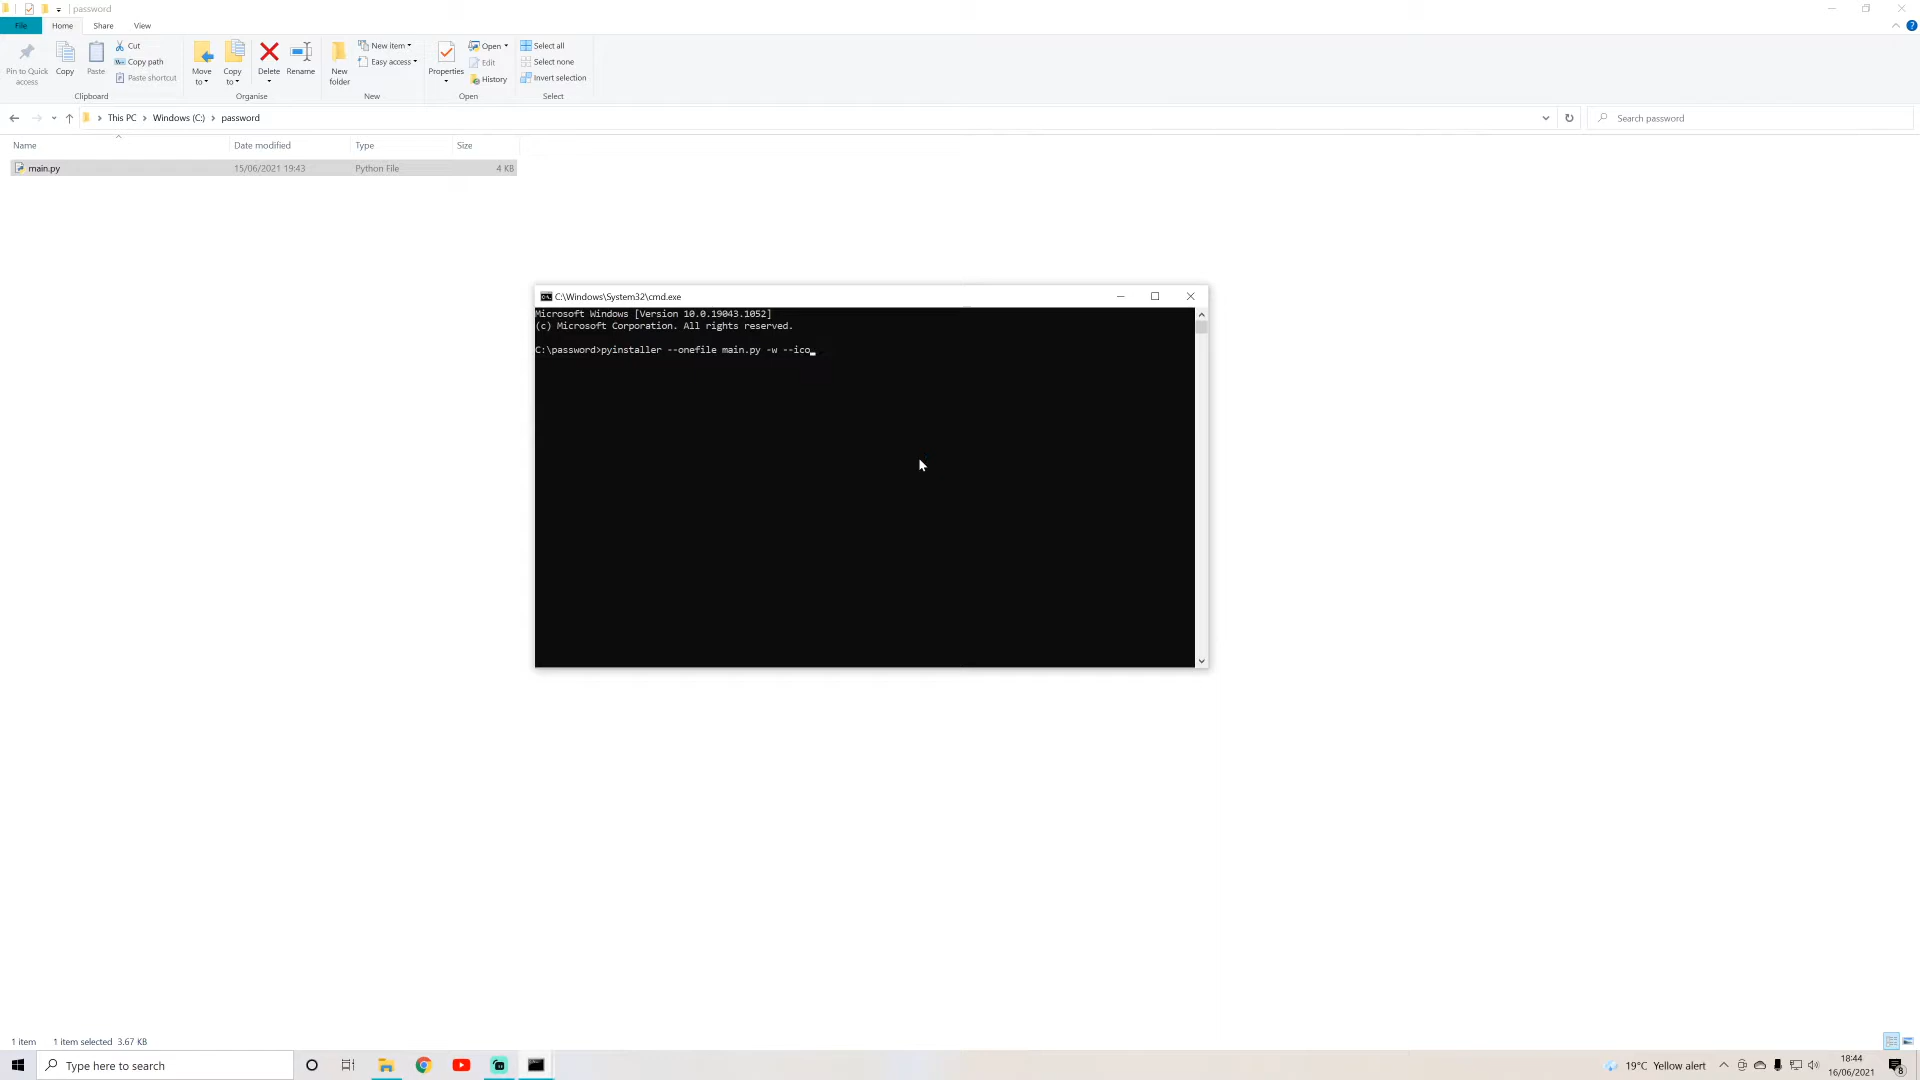 password
File Home Share View
Pin to Quick access
Copy
Paste
Cut
Copy path
Paste shortcut
Move to
Copy to
Delete
Rename
New folder
New item
Easy access
Properties
Open
Edit
History
Select all
Select none
Invert selection
Clipboard Organise New Open Select
This PC Windows (C:) password
Search password
Name Date modified Type Size
main.py 15/06/2021 19:43 Python File 4 KB
C:\Windows\System32\cmd.exe
Microsoft Windows [Version 10.0.19043.1052]
(c) Microsoft Corporation. All rights reserved.
C:\password>pyinstaller --onefile main.py -w --ico_
1 item 1 item selected 3.67 KB
Type here to search
19°C Yellow alert
18:44
16/06/2021
8